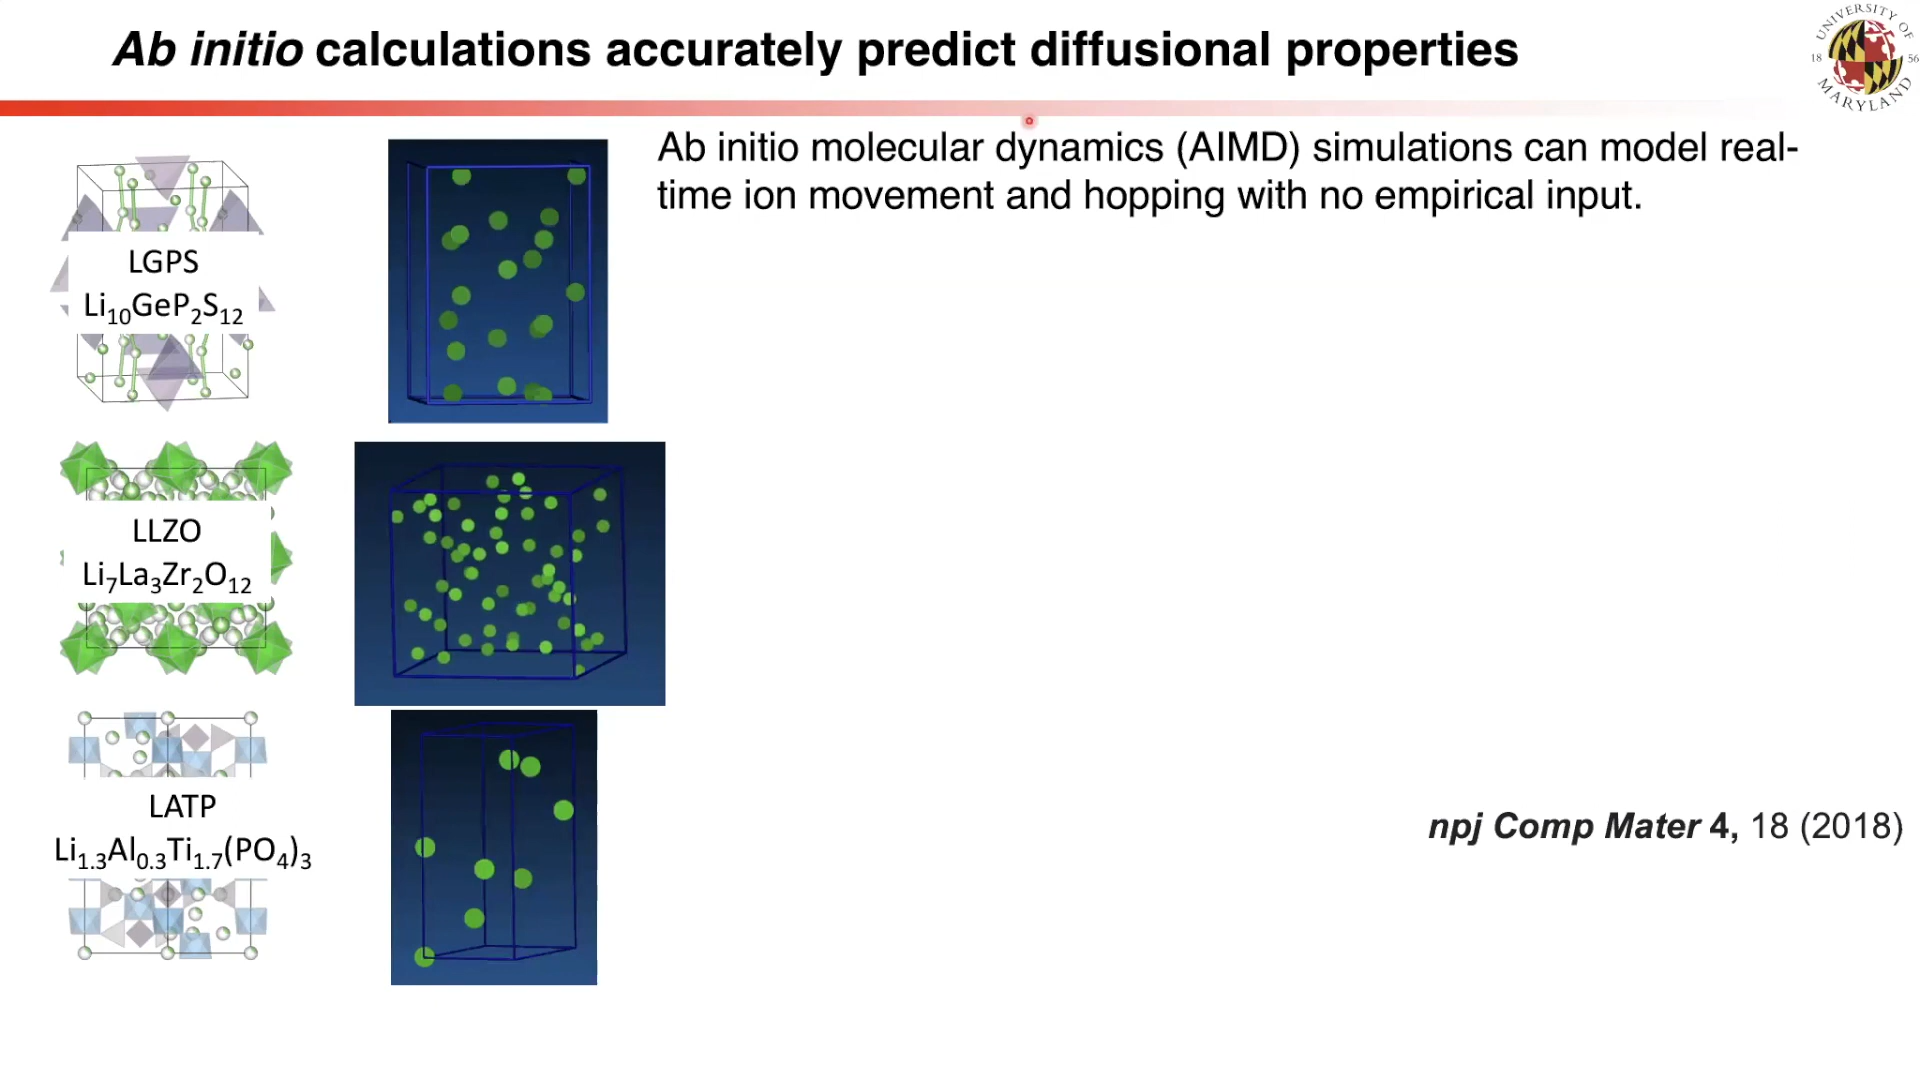 Ab initio calculations accurately predict diffusional properties
UNIVERSITY OF
18 56
MARYLAND
Ab initio molecular dynamics (AIMD) simulations can model real-
time ion movement and hopping with no empirical input.
LGPS
Li₁₀GeP₂S₁₂
LLZO
Li₇La₃Zr₂O₁₂
LATP
Li₁.₃Al₀.₃Ti₁.₇(PO₄)₃
npj Comp Mater 4, 18 (2018)